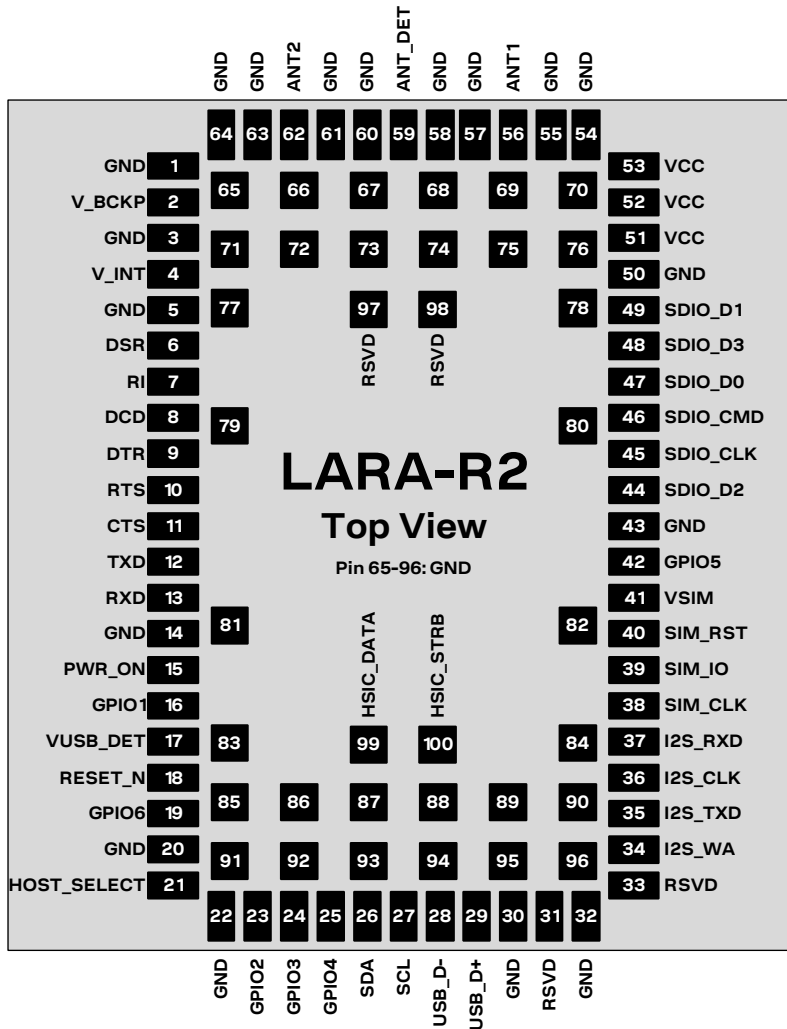 GND GND ANT2 GND GND ANT_DET GND GND ANT1 GND GND
64 63 62 61 60 59 58 57 56 55 54
GND 1
V_BCKP 2
GND 3
V_INT 4
GND 5
DSR 6
RI 7
DCD 8
DTR 9
RTS 10
CTS 11
TXD 12
RXD 13
GND 14
PWR_ON 15
GPIO1 16
VUSB_DET 17
RESET_N 18
GPIO6 19
GND 20
HOST_SELECT 21
65 66 67 68 69 70
71 72 73 74 75 76
77 97 98 78
RSVD RSVD
79 80
LARA-R2
Top View
Pin 65-96: GND
81 82
HSIC_DATA HSIC_STRB
83 99 100 84
85 86 87 88 89 90
91 92 93 94 95 96
53 VCC
52 VCC
51 VCC
50 GND
49 SDIO_D1
48 SDIO_D3
47 SDIO_D0
46 SDIO_CMD
45 SDIO_CLK
44 SDIO_D2
43 GND
42 GPIO5
41 VSIM
40 SIM_RST
39 SIM_IO
38 SIM_CLK
37 I2S_RXD
36 I2S_CLK
35 I2S_TXD
34 I2S_WA
33 RSVD
22 23 24 25 26 27 28 29 30 31 32
GND GPIO2 GPIO3 GPIO4 SDA SCL USB_D- USB_D+ GND RSVD GND